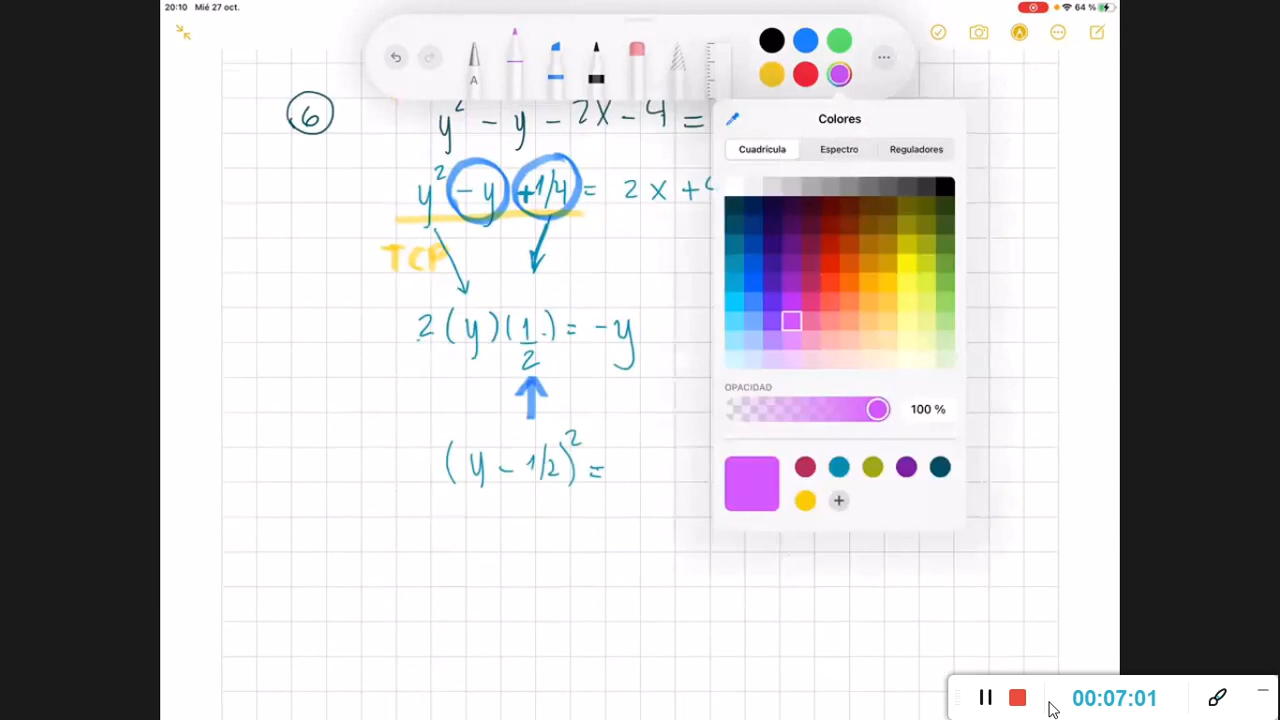 20:10 Mié 27 oct.
64 %
A
6
y² - y - 2x - 4 =
y² - y + 1/4 = 2x +
TCP
2 (y) (1/2) = -y
(y - 1/2)² =
Colores
Cuadrícula Espectro Reguladores
OPACIDAD
100 %
00:07:01